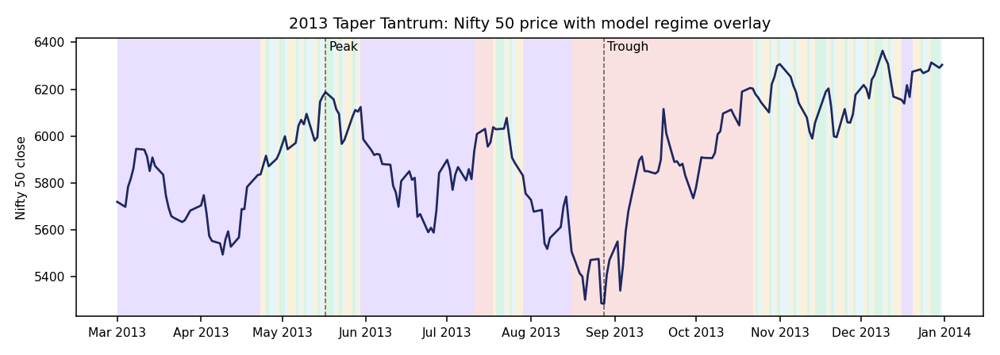 2013 Taper Tantrum: Nifty 50 price with model regime overlay
Nifty 50 close
6400
6200
6000
5800
5600
5400
Peak
Trough
Mar 2013
Apr 2013
May 2013
Jun 2013
Jul 2013
Aug 2013
Sep 2013
Oct 2013
Nov 2013
Dec 2013
Jan 2014